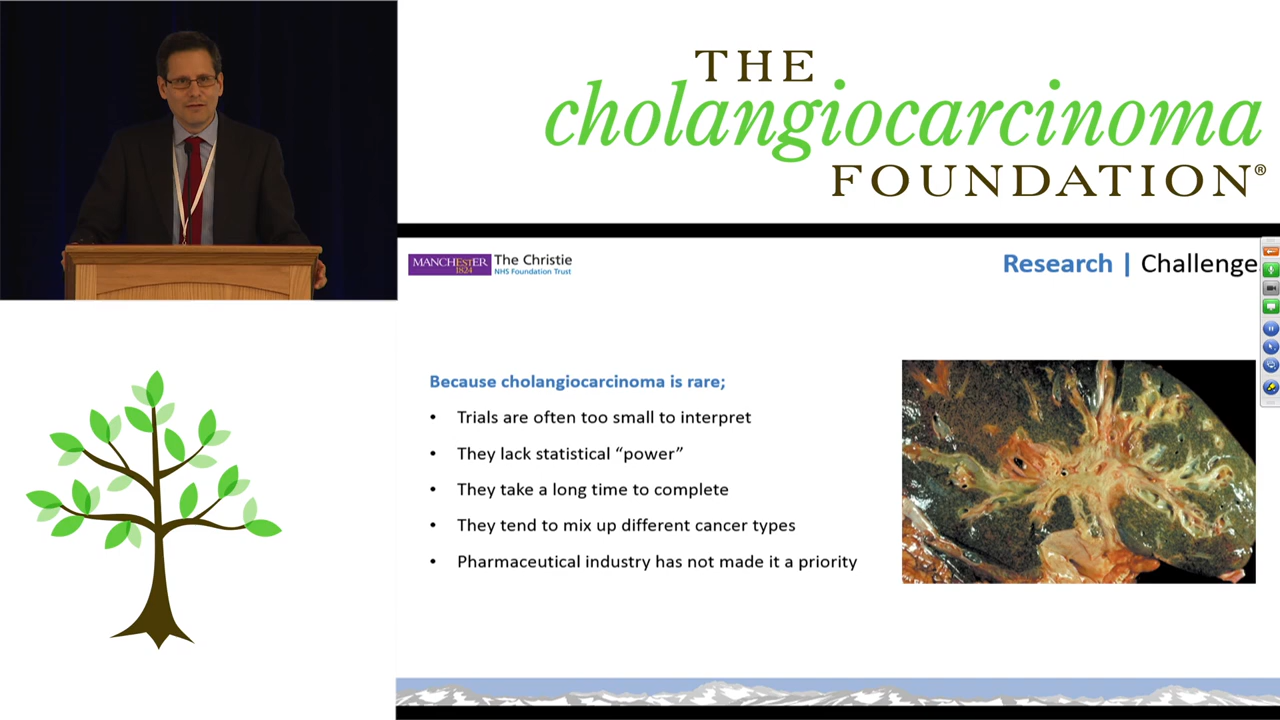 THE
cholangiocarcinoma
FOUNDATION®
MANCHESTER
1824
The Christie
NHS Foundation Trust
Research | Challenge
Because cholangiocarcinoma is rare;
• Trials are often too small to interpret
• They lack statistical “power”
• They take a long time to complete
• They tend to mix up different cancer types
• Pharmaceutical industry has not made it a priority